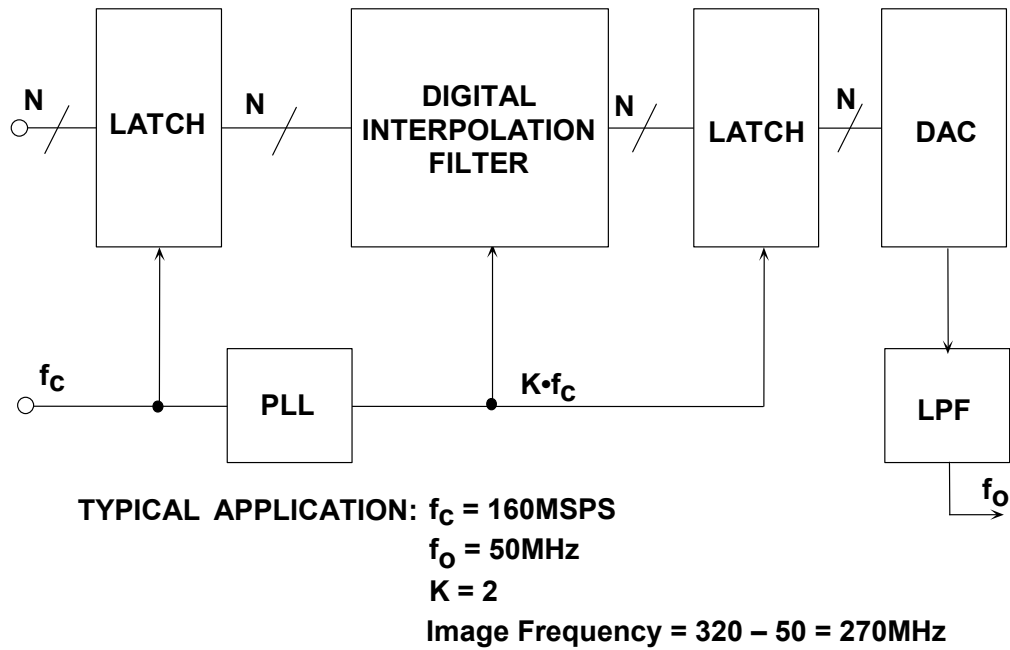 N
LATCH
N
DIGITAL
INTERPOLATION
FILTER
N
LATCH
N
DAC
fc
PLL
K•fc
LPF
fo
TYPICAL APPLICATION: fc = 160MSPS
fo = 50MHz
K = 2
Image Frequency = 320 – 50 = 270MHz